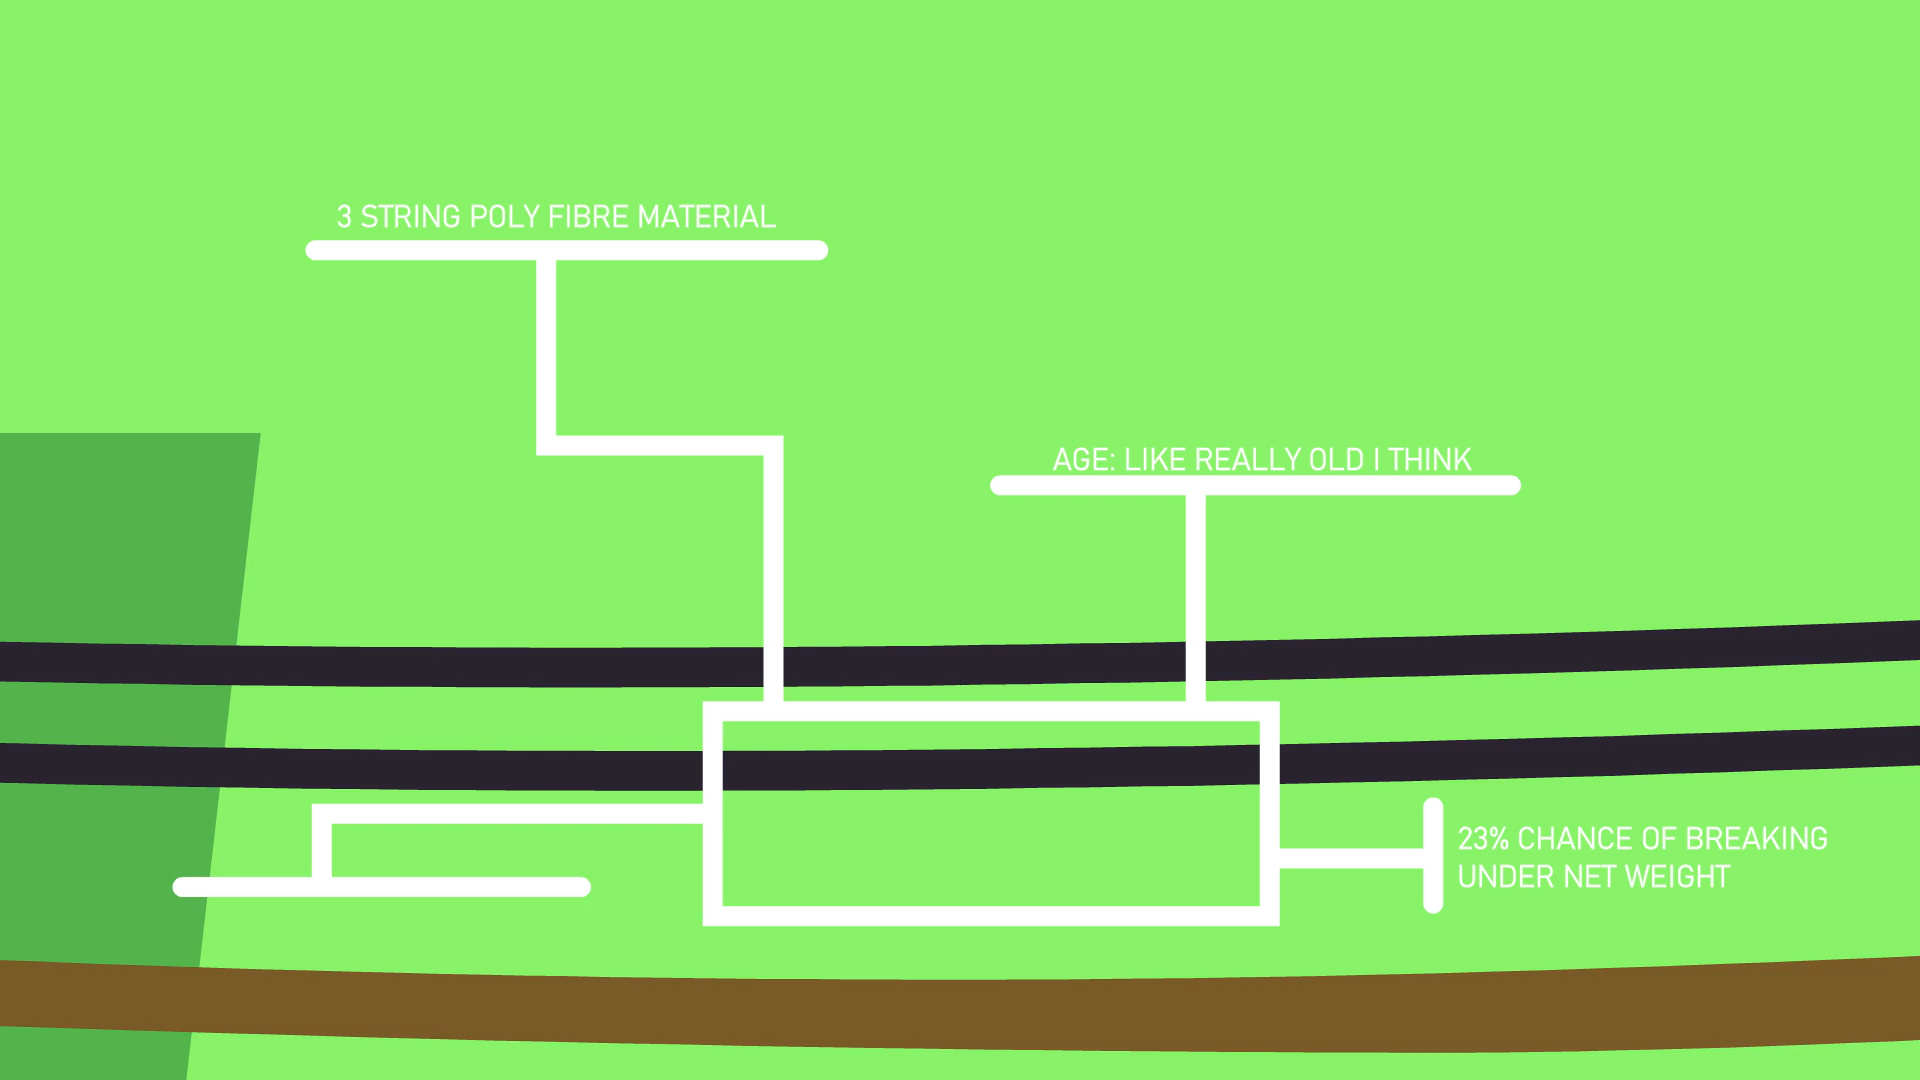 3 STRING POLY FIBRE MATERIAL
AGE: LIKE REALLY OLD I THINK
23% CHANCE OF BREAKING
UNDER NET WEIGHT